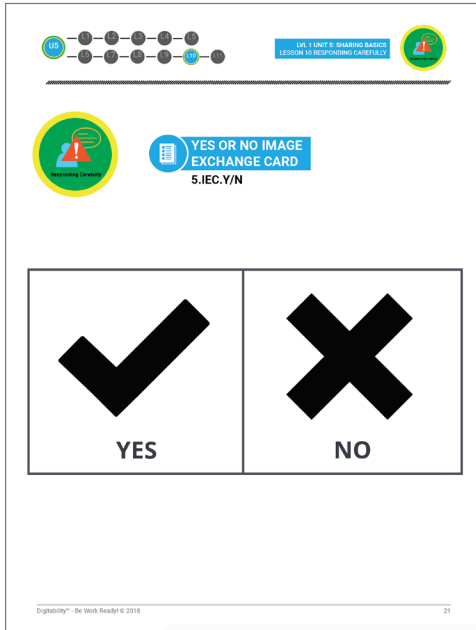 U5
L1
L2
L3
L4
L5
L6
L7
L8
L9
L10
L11
LVL 1 UNIT 5: SHARING BASICS
LESSON 10 RESPONDING CAREFULLY
Responding Carefully
Responding Carefully
YES OR NO IMAGE
EXCHANGE CARD
5.IEC.Y/N
YES
NO
Digitability™ - Be Work Ready! © 2018
21